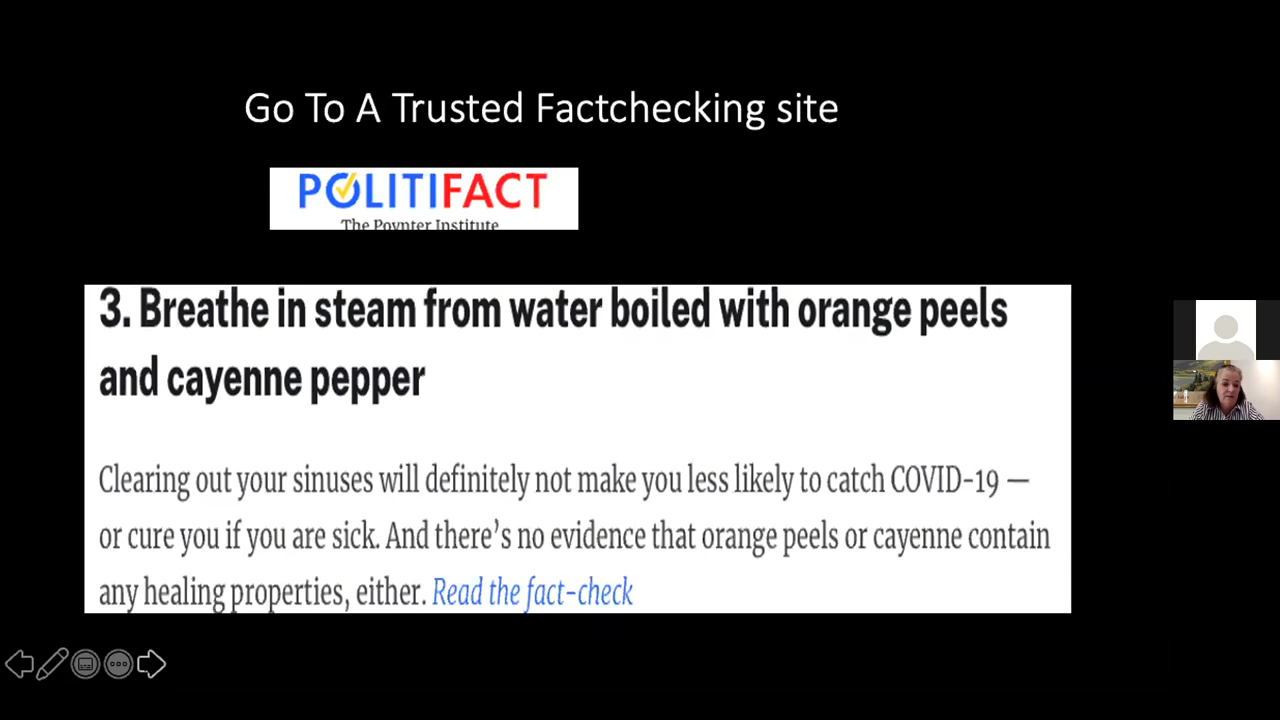 Go To A Trusted Factchecking site
POLITIFACT
The Poynter Institute
3. Breathe in steam from water boiled with orange peels
and cayenne pepper
Clearing out your sinuses will definitely not make you less likely to catch COVID-19 —
or cure you if you are sick. And there’s no evidence that orange peels or cayenne contain
any healing properties, either. Read the fact-check